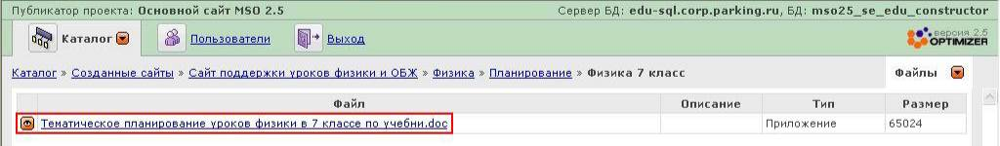 Публикатор проекта: Основной сайт MSO 2.5 Сервер БД: edu-sql.corp.parking.ru, БД: mso25_se_edu_constructor
Каталог Пользователи Выход версия 2.5
OPTIMIZER
Каталог » Созданные сайты » Сайт поддержки уроков физики и ОБЖ » Физика » Планирование » Физика 7 класс Файлы
Файл Описание Тип Размер
Тематическое планирование уроков физики в 7 классе по учебни.doc Приложение 65024